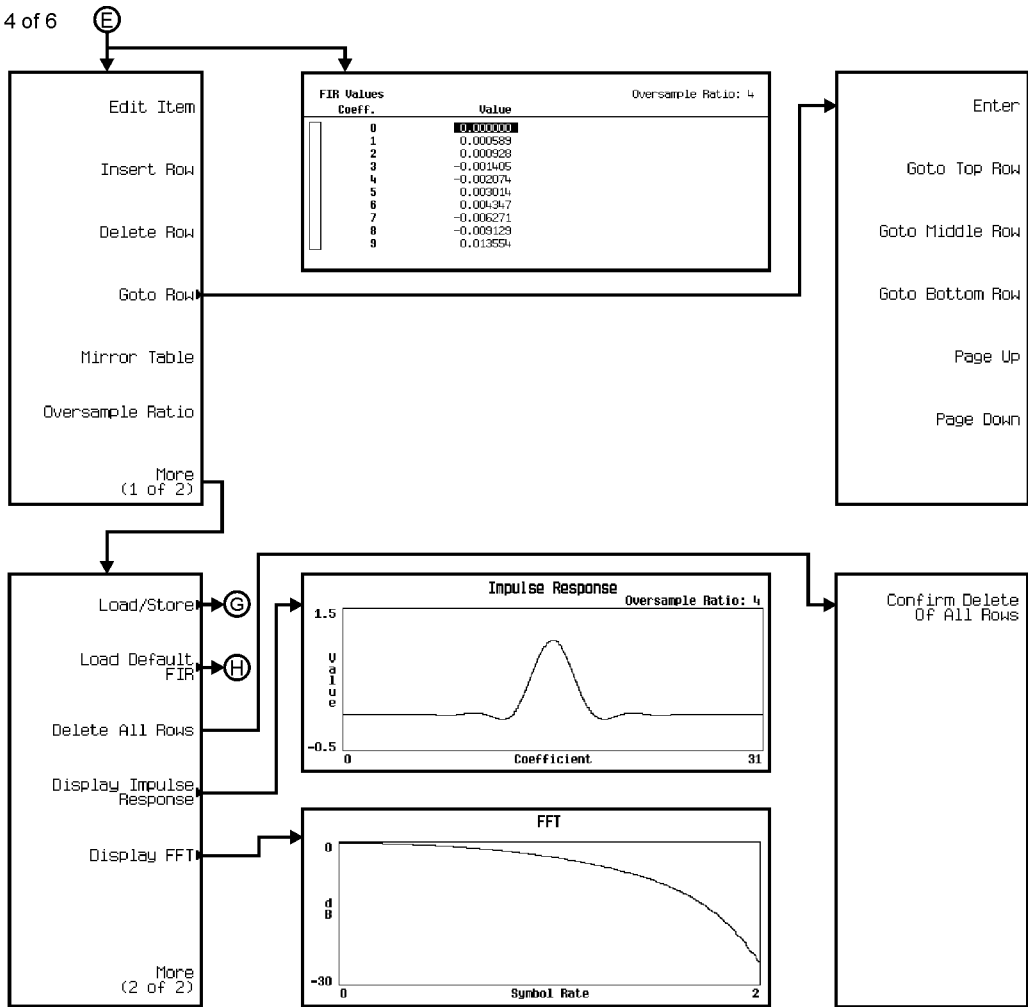 4 of 6
E
Edit Item
Insert Row
Delete Row
Goto Row
Mirror Table
Oversample Ratio
More
(1 of 2)
FIR Values
Oversample Ratio: 4
Coeff. Value
0 0.000000
1 0.000589
2 0.000928
3 -0.001405
4 -0.002074
5 0.003014
6 0.004347
7 -0.006271
8 -0.009129
9 0.013554
Enter
Goto Top Row
Goto Middle Row
Goto Bottom Row
Page Up
Page Down
Load/Store
G
Load Default
FIR
H
Delete All Rows
Display Impulse
Response
Display FFT
More
(2 of 2)
Impulse Response
Oversample Ratio: 4
1.5
Value
-0.5
0 Coefficient 31
FFT
0
dB
-30
0 Symbol Rate 2
Confirm Delete
Of All Rows